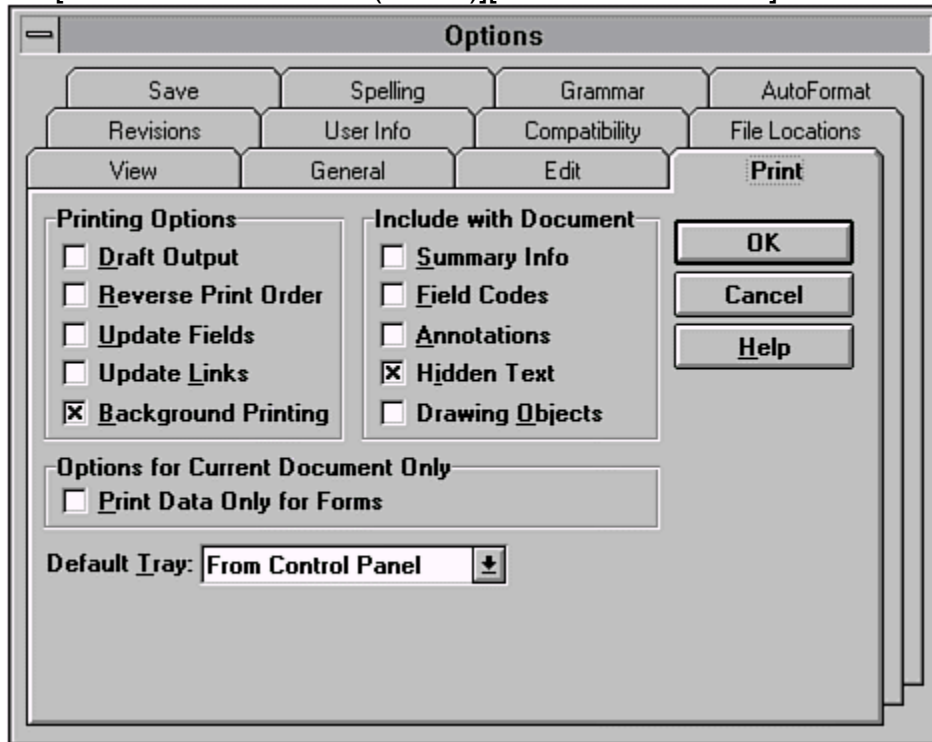 Options
Save Spelling Grammar AutoFormat
Revisions User Info Compatibility File Locations
View General Edit Print
Printing Options
Draft Output
Reverse Print Order
Update Fields
Update Links
Background Printing
Include with Document
Summary Info
Field Codes
Annotations
Hidden Text
Drawing Objects
OK
Cancel
Help
Options for Current Document Only
Print Data Only for Forms
Default Tray: From Control Panel